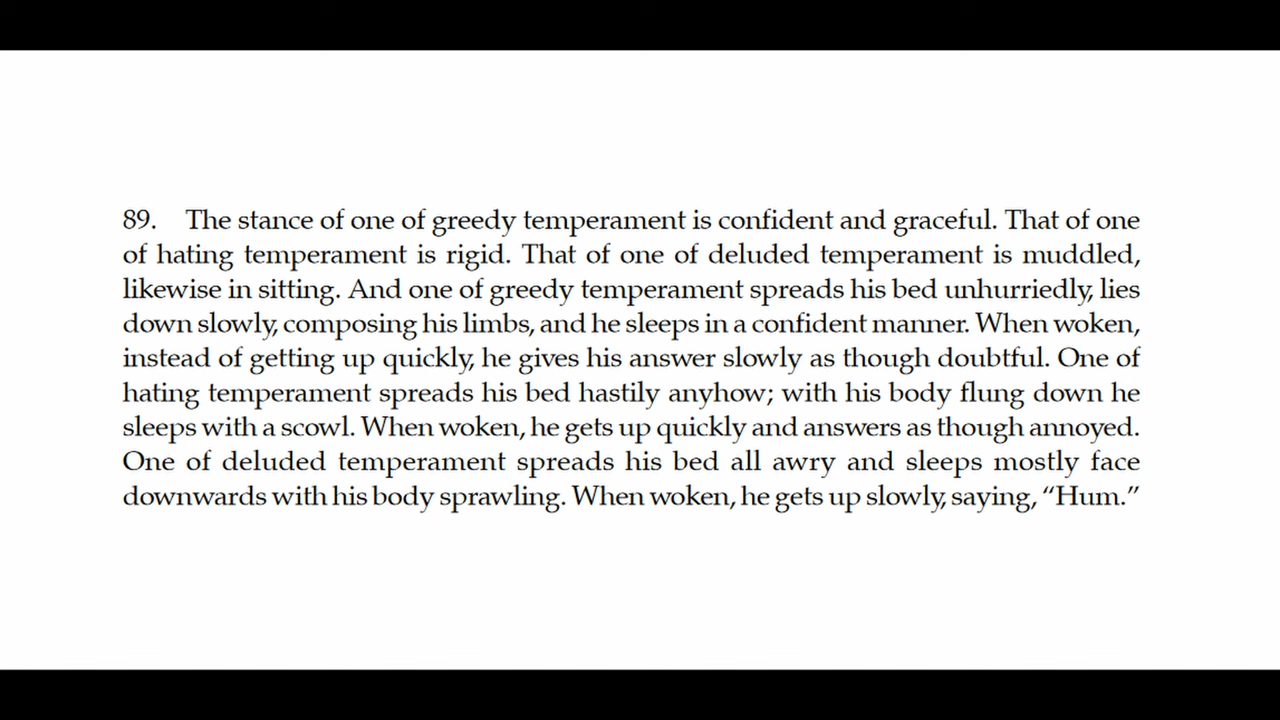 89. The stance of one of greedy temperament is confident and graceful. That of one
of hating temperament is rigid. That of one of deluded temperament is muddled,
likewise in sitting. And one of greedy temperament spreads his bed unhurriedly, lies
down slowly, composing his limbs, and he sleeps in a confident manner. When woken,
instead of getting up quickly, he gives his answer slowly as though doubtful. One of
hating temperament spreads his bed hastily anyhow; with his body flung down he
sleeps with a scowl. When woken, he gets up quickly and answers as though annoyed.
One of deluded temperament spreads his bed all awry and sleeps mostly face
downwards with his body sprawling. When woken, he gets up slowly, saying, “Hum.”